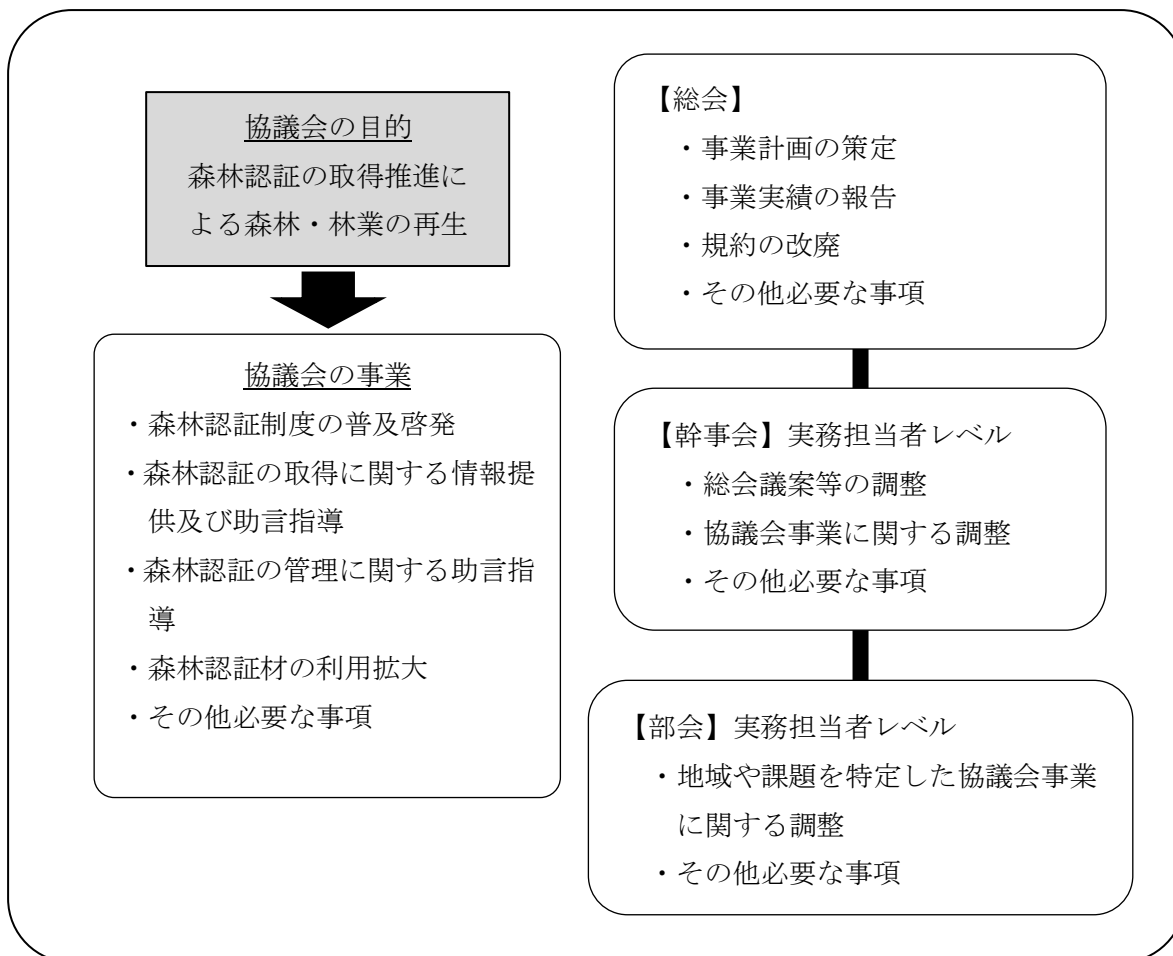 協議会の目的
森林認証の取得推進に
よる森林・林業の再生
協議会の事業
・森林認証制度の普及啓発
・森林認証の取得に関する情報提
供及び助言指導
・森林認証の管理に関する助言指
導
・森林認証材の利用拡大
・その他必要な事項
【総会】
・事業計画の策定
・事業実績の報告
・規約の改廃
・その他必要な事項
【幹事会】実務担当者レベル
・総会議案等の調整
・協議会事業に関する調整
・その他必要な事項
【部会】実務担当者レベル
・地域や課題を特定した協議会事業
に関する調整
・その他必要な事項